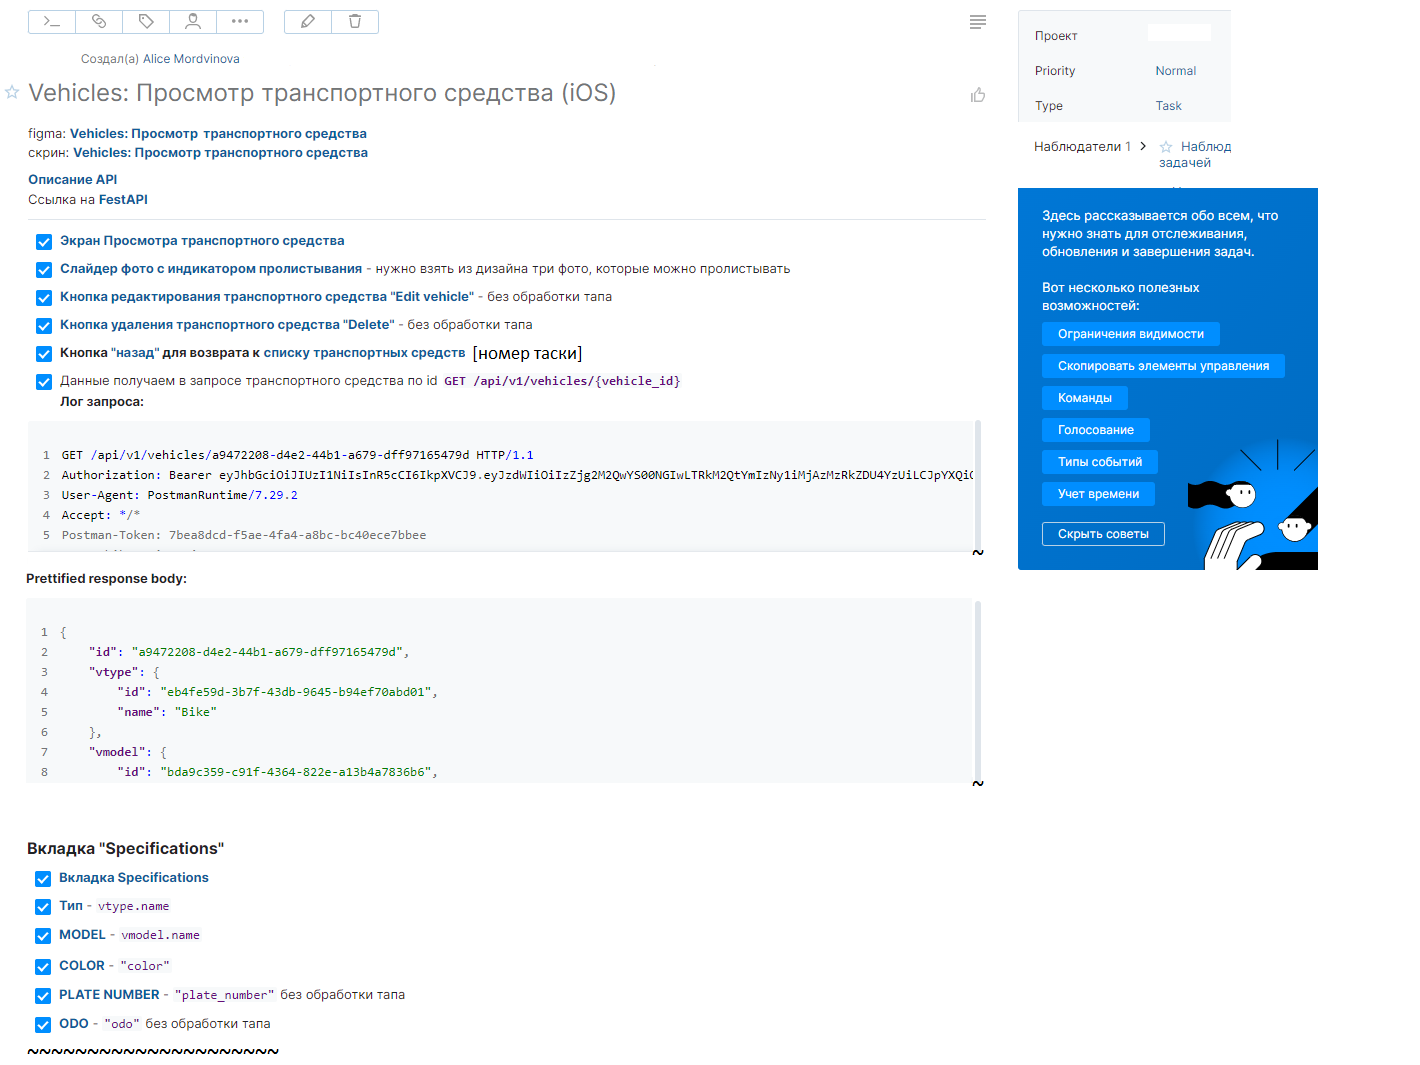 Создал(а) Alice Mordvinova
Vehicles: Просмотр транспортного средства (iOS)
figma: Vehicles: Просмотр транспортного средства
скрин: Vehicles: Просмотр транспортного средства
Описание API
Ссылка на FestAPI
Экран Просмотра транспортного средства
Слайдер фото с индикатором пролистывания - нужно взять из дизайна три фото, которые можно пролистывать
Кнопка редактирования транспортного средства "Edit vehicle" - без обработки тапа
Кнопка удаления транспортного средства "Delete" - без обработки тапа
Кнопка "назад" для возврата к списку транспортных средств [номер таски]
Данные получаем в запросе транспортного средства по id GET /api/v1/vehicles/{vehicle_id}
Лог запроса:
1 GET /api/v1/vehicles/a9472208-d4e2-44b1-a679-dff97165479d HTTP/1.1
2 Authorization: Bearer eyJhbGciOiJIUzI1NiIsInR5cCI6IkpXVCJ9.eyJzdWIiOiIzZjg2M2QwYS00NGIwLTRkM2QtYmIzNy1iMjAzMzRkZDU4YzUiLCJpYXQiO
3 User-Agent: PostmanRuntime/7.29.2
4 Accept: */*
5 Postman-Token: 7bea8dcd-f5ae-4fa4-a8bc-bc40ece7bbee
~
Prettified response body:
1 {
2 "id": "a9472208-d4e2-44b1-a679-dff97165479d",
3 "vtype": {
4 "id": "eb4fe59d-3b7f-43db-9645-b94ef70abd01",
5 "name": "Bike"
6 },
7 "vmodel": {
8 "id": "bda9c359-c91f-4364-822e-a13b4a7836b6",
~
Вкладка "Specifications"
Вкладка Specifications
Тип - vtype.name
MODEL - vmodel.name
COLOR - "color"
PLATE NUMBER - "plate_number" без обработки тапа
ODO - "odo" без обработки тапа
~~~~~~~~~~~~~~~~~~~~~
Проект
Priority Normal
Type Task
Наблюдатели 1 > Наблюд
задачей
Здесь рассказывается обо всем, что
нужно знать для отслеживания,
обновления и завершения задач.
Вот несколько полезных
возможностей:
Ограничения видимости
Скопировать элементы управления
Команды
Голосование
Типы событий
Учет времени
Скрыть советы